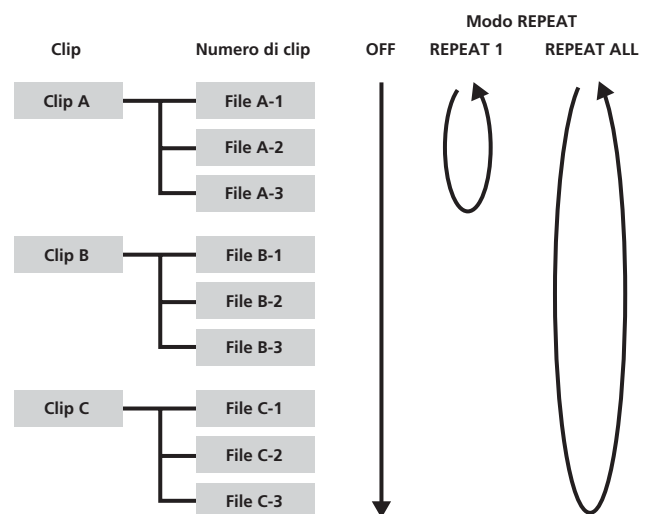 Modo REPEAT
Clip Numero di clip OFF REPEAT 1 REPEAT ALL
Clip A File A-1
File A-2
File A-3
Clip B File B-1
File B-2
File B-3
Clip C File C-1
File C-2
File C-3